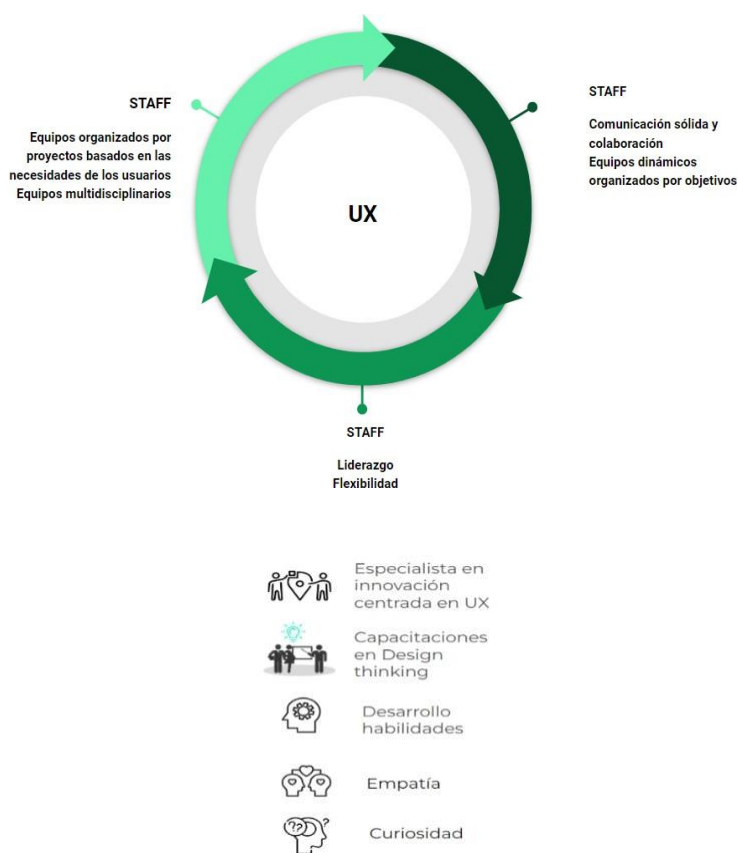 STAFF
Equipos organizados por
proyectos basados en las
necesidades de los usuarios
Equipos multidisciplinarios
UX
STAFF
Comunicación sólida y
colaboración
Equipos dinámicos
organizados por objetivos
STAFF
Liderazgo
Flexibilidad
Especialista en
innovación
centrada en UX
Capacitaciones
en Design
thinking
Desarrollo
habilidades
Empatía
Curiosidad
??
?